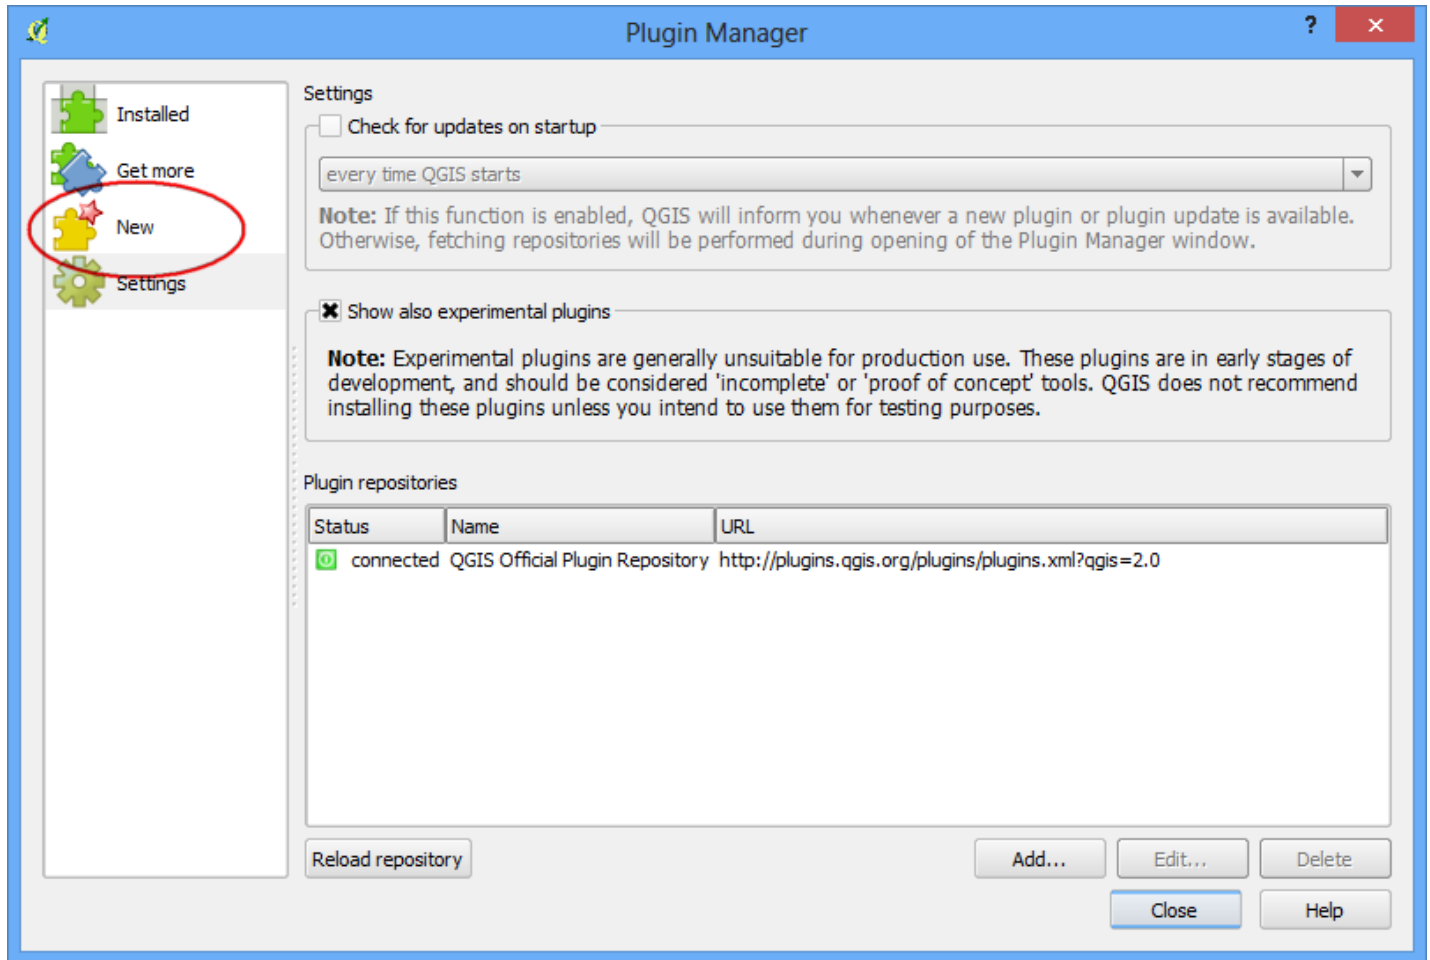 Plugin Manager
?
Installed
Get more
New
Settings
Settings
Check for updates on startup
every time QGIS starts
Note: If this function is enabled, QGIS will inform you whenever a new plugin or plugin update is available.
Otherwise, fetching repositories will be performed during opening of the Plugin Manager window.
Show also experimental plugins
Note: Experimental plugins are generally unsuitable for production use. These plugins are in early stages of
development, and should be considered 'incomplete' or 'proof of concept' tools. QGIS does not recommend
installing these plugins unless you intend to use them for testing purposes.
Plugin repositories
Status Name URL
connected QGIS Official Plugin Repository http://plugins.qgis.org/plugins/plugins.xml?qgis=2.0
Reload repository Add... Edit... Delete
Close Help